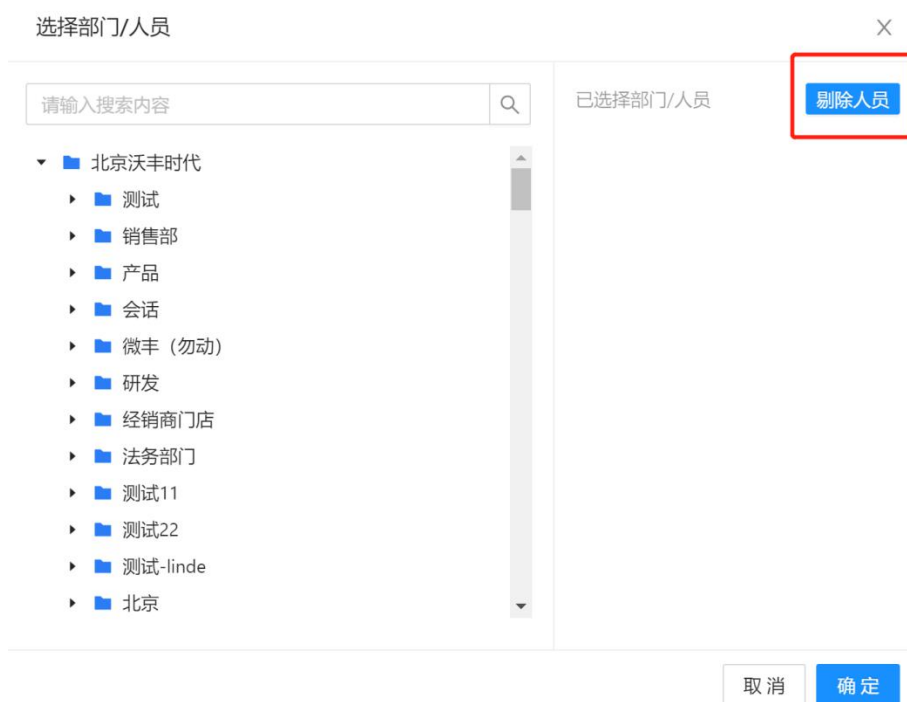 选择部门/人员
请输入搜索内容
已选择部门/人员
剔除人员
北京沃丰时代
测试
销售部
产品
会话
微丰（勿动）
研发
经销商门店
法务部门
测试11
测试22
测试-linde
北京
取 消
确 定